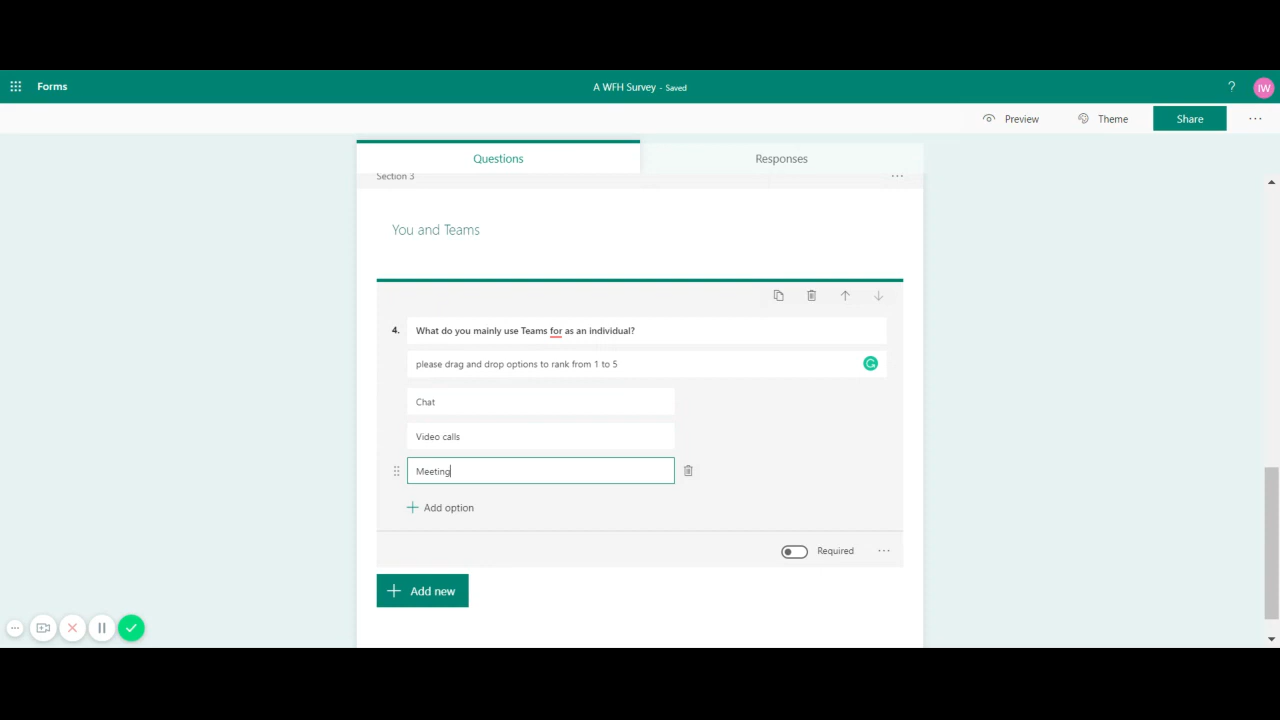 Forms
A WFH Survey - Saved
?
IW
Preview
Theme
Share
Questions
Responses
Section 3
You and Teams
4. What do you mainly use Teams for as an individual?
please drag and drop options to rank from 1 to 5
Chat
Video calls
Meeting
Add option
Required
Add new